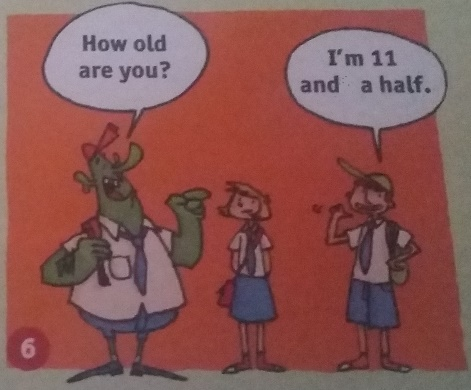 How old
are you?
I'm 11
and a half.
6